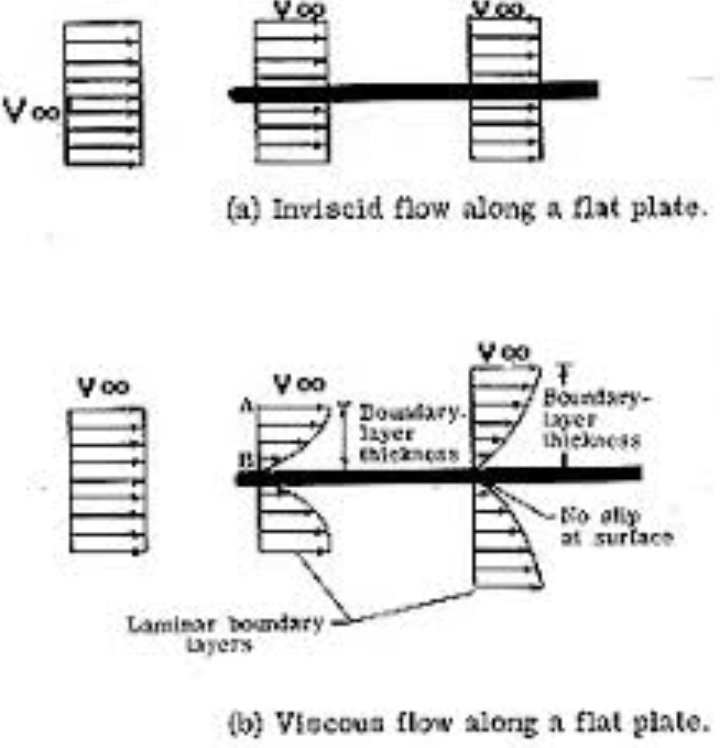 V∞ V∞
V∞
(a) Inviscid flow along a flat plate.
V∞
V∞ V∞
A
B
Boundary-
layer
thickness
Boundary-
layer
thickness
No slip
at surface
Laminar boundary
layers
(b) Viscous flow along a flat plate.